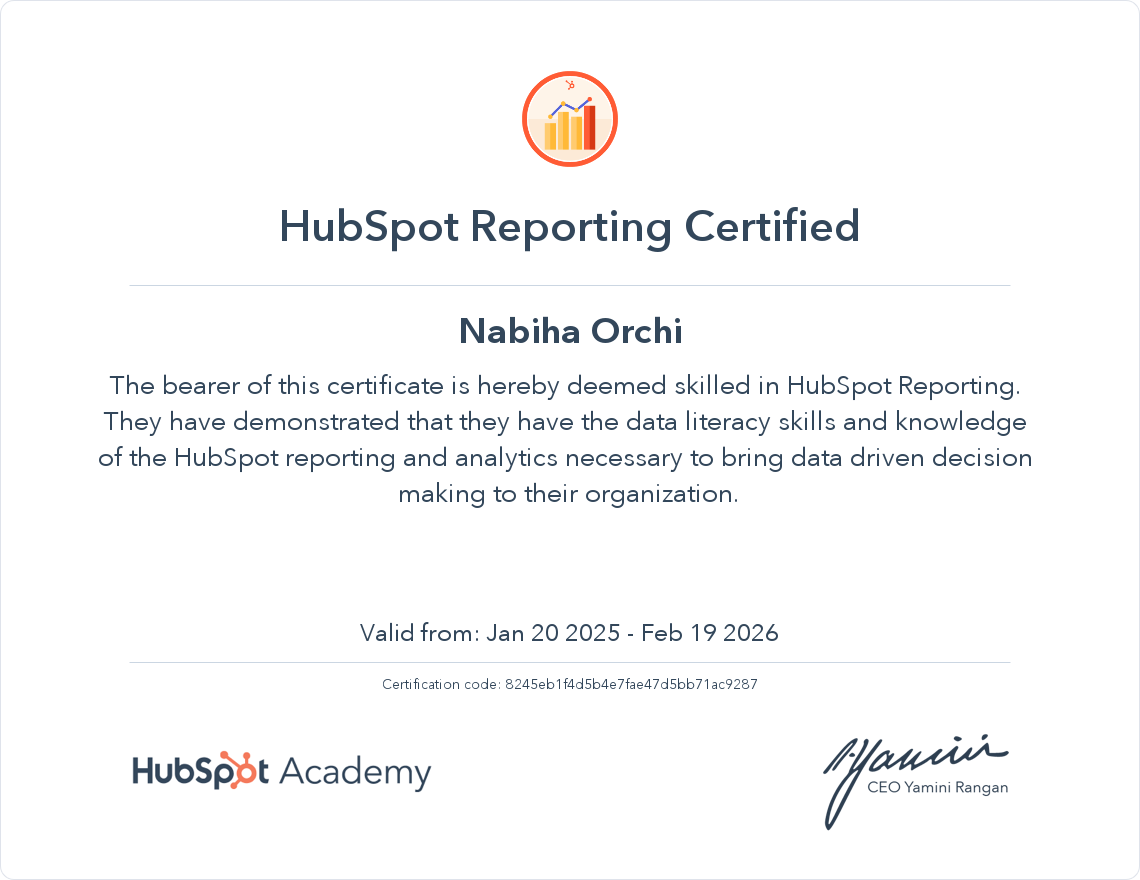 HubSpot Reporting Certified
Nabiha Orchi
The bearer of this certificate is hereby deemed skilled in HubSpot Reporting.
They have demonstrated that they have the data literacy skills and knowledge
of the HubSpot reporting and analytics necessary to bring data driven decision
making to their organization.
Valid from: Jan 20 2025 - Feb 19 2026
Certification code: 8245eb1f4d5b4e7fae47d5bb71ac9287
HubSpot Academy
Yamini
CEO Yamini Rangan